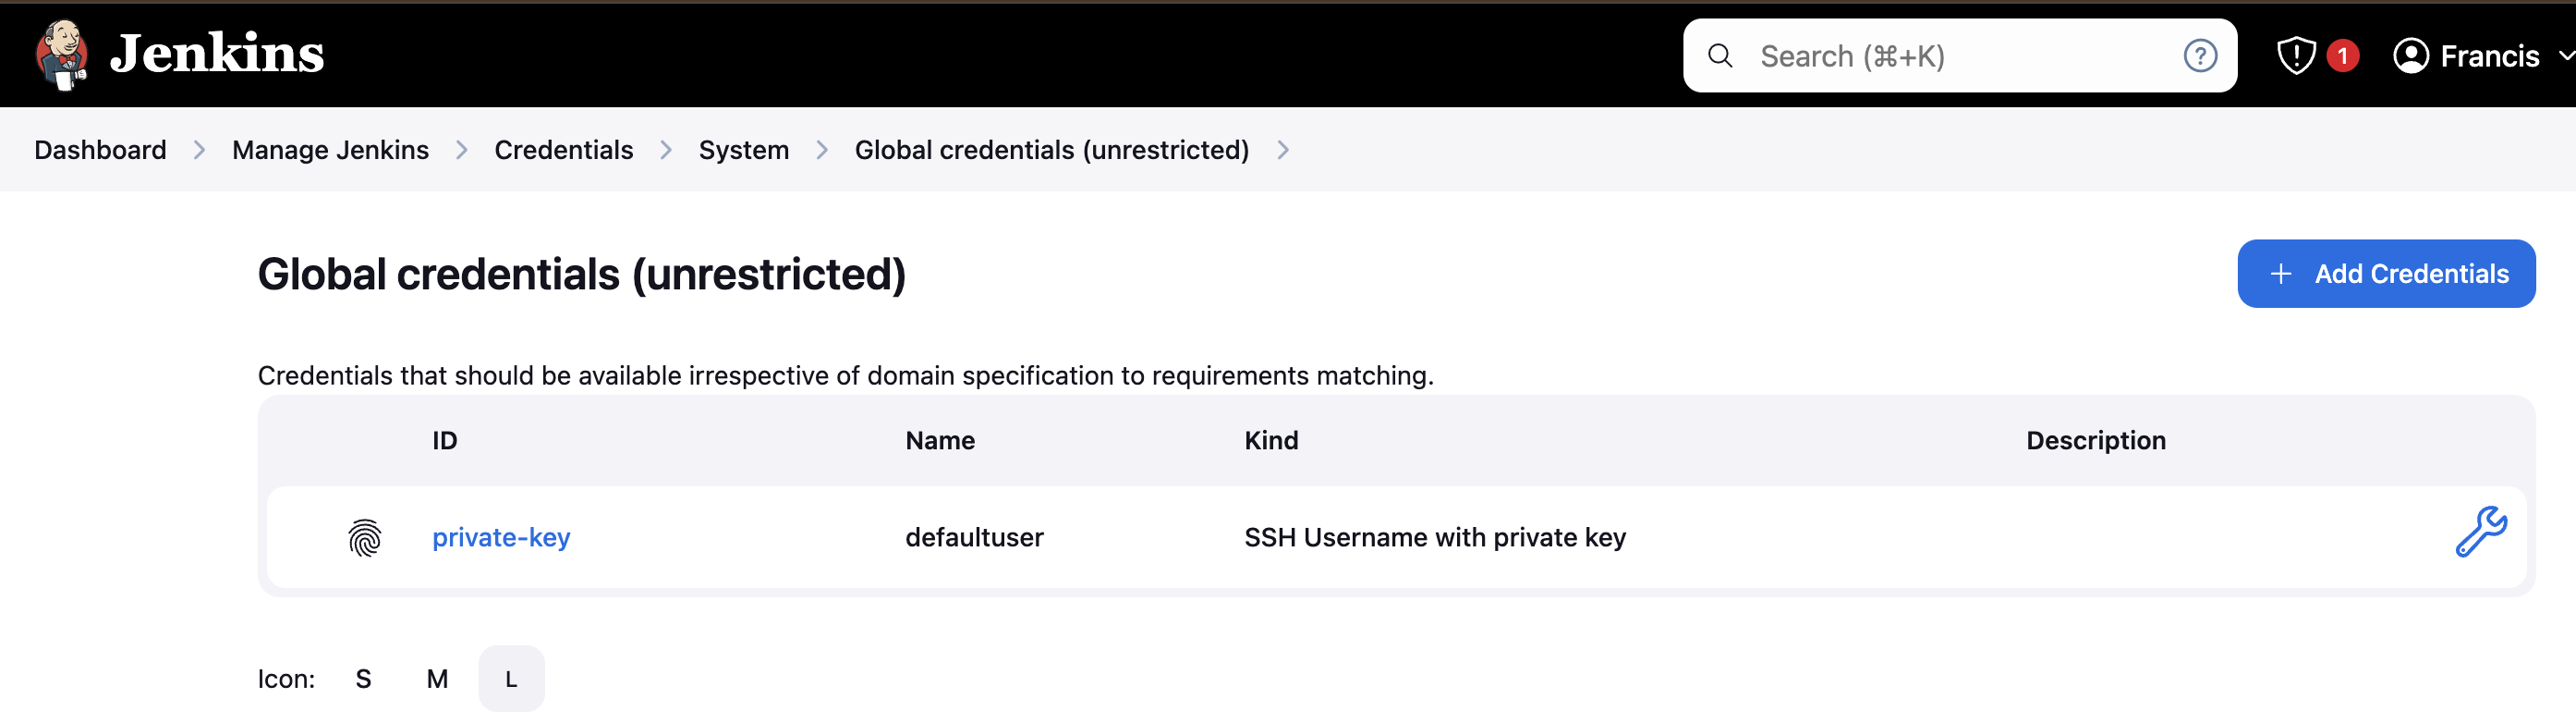 Jenkins
Search (⌘+K)
1
Francis
Dashboard
Manage Jenkins
Credentials
System
Global credentials (unrestricted)
Global credentials (unrestricted)
+ Add Credentials
Credentials that should be available irrespective of domain specification to requirements matching.
ID Name Kind Description
private-key defaultuser SSH Username with private key
Icon: S M L